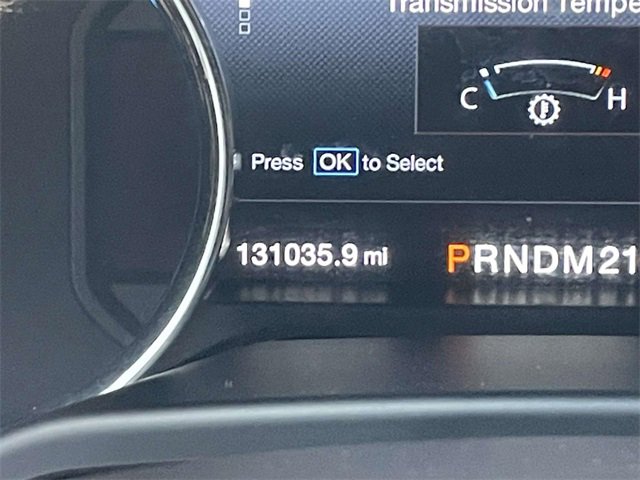 Transmission Tempe
C H
Press OK to Select
131035.9 mi PRNDM21